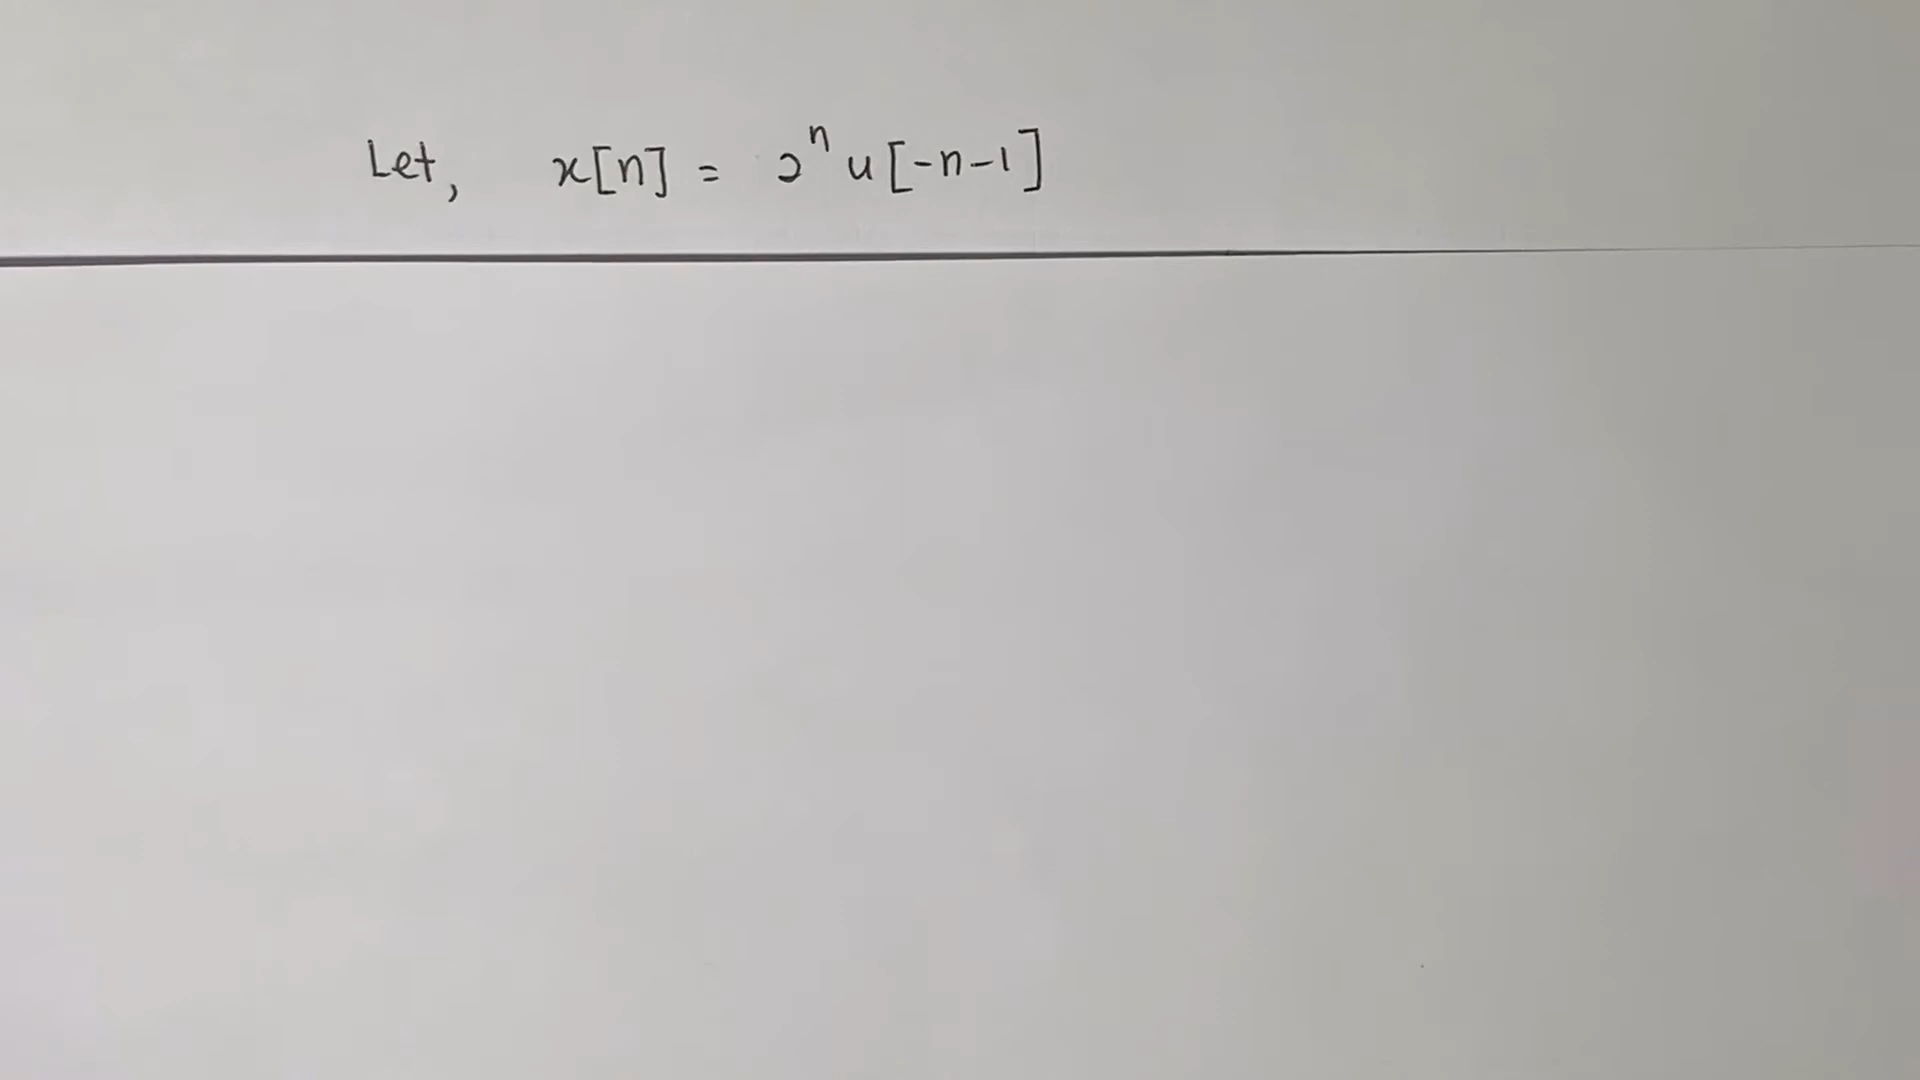 Let, x[n] = 2ⁿ u[-n-1]